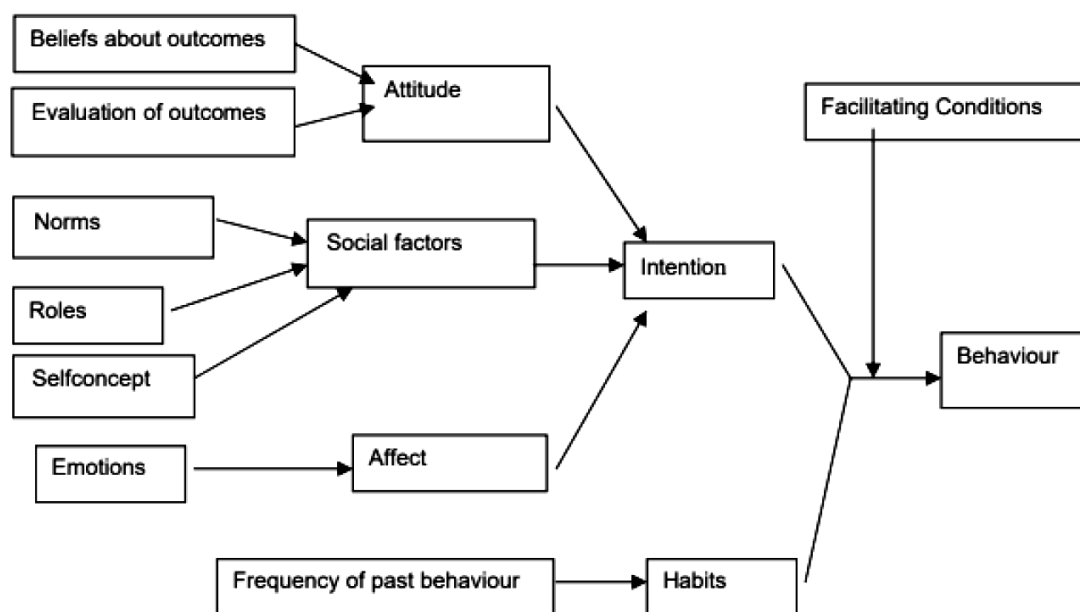 Beliefs about outcomes
Evaluation of outcomes
Attitude
Facilitating Conditions
Norms
Social factors
Intention
Roles
Selfconcept
Behaviour
Emotions
Affect
Frequency of past behaviour
Habits